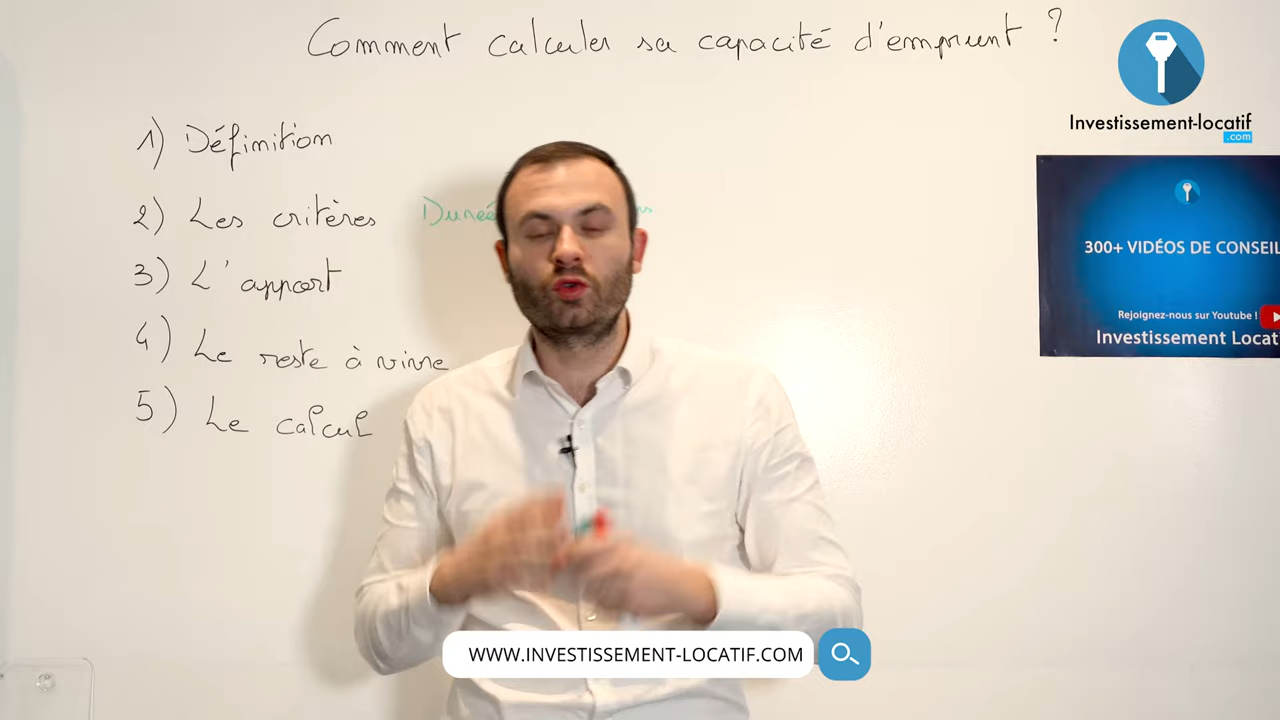 Comment calculer sa capacité d'emprunt ?
Investissement-locatif
.com
1) Définition
2) Les critères
3) L'apport
4) Le reste à vivre
5) Le calcul
300+ VIDÉOS DE CONSEIL
Rejoignez-nous sur Youtube !
Investissement Locat
WWW.INVESTISSEMENT-LOCATIF.COM